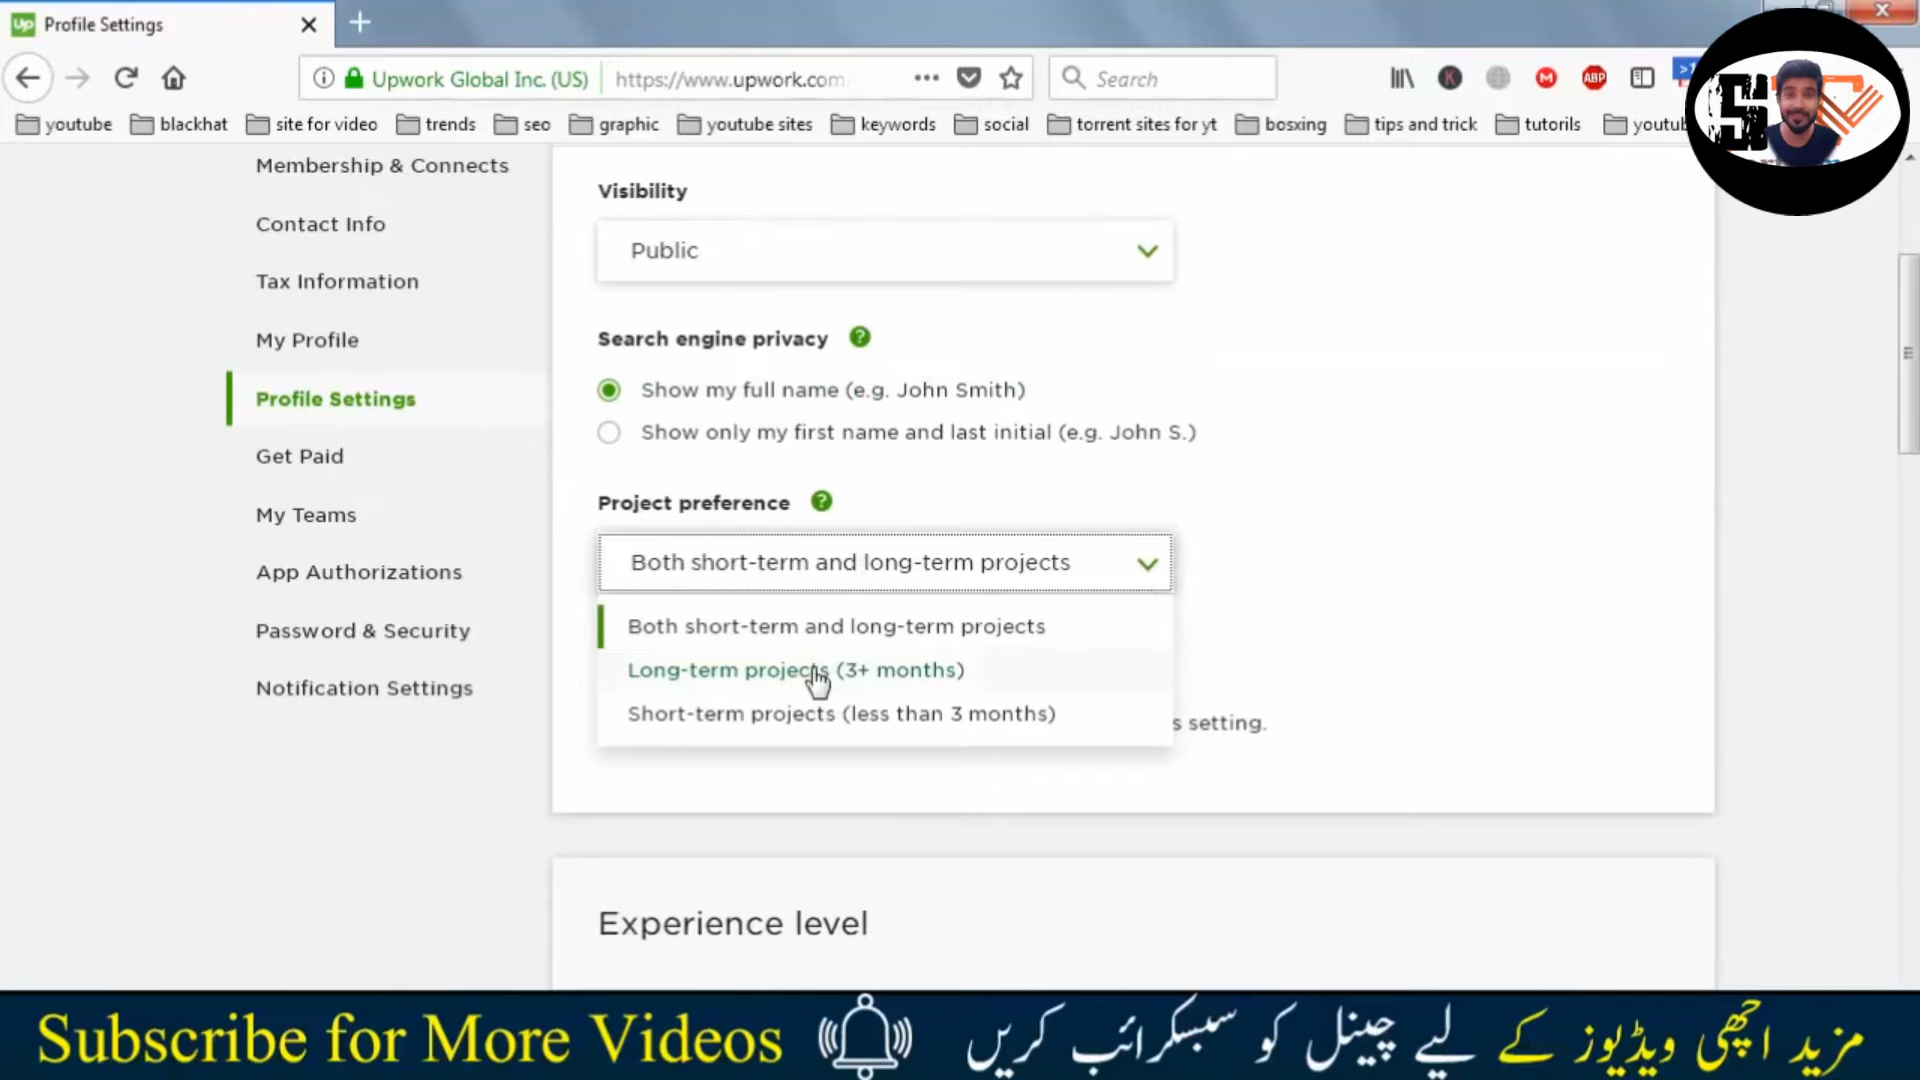 Profile Settings
Upwork Global Inc. (US)
https://www.upwork.com
Search
youtube
blackhat
site for video
trends
seo
graphic
youtube sites
keywords
social
torrent sites for yt
bosxing
tips and trick
tutorils
Membership & Connects
Contact Info
Tax Information
My Profile
Profile Settings
Get Paid
My Teams
App Authorizations
Password & Security
Notification Settings
Visibility
Public
Search engine privacy
Show my full name (e.g. John Smith)
Show only my first name and last initial (e.g. John S.)
Project preference
Both short-term and long-term projects
Both short-term and long-term projects
Long-term projects (3+ months)
Short-term projects (less than 3 months)
s setting.
Experience level
Subscribe for More Videos
مزید اچھی ویڈیوز کے لیے چینل کو سبسکرائب کریں